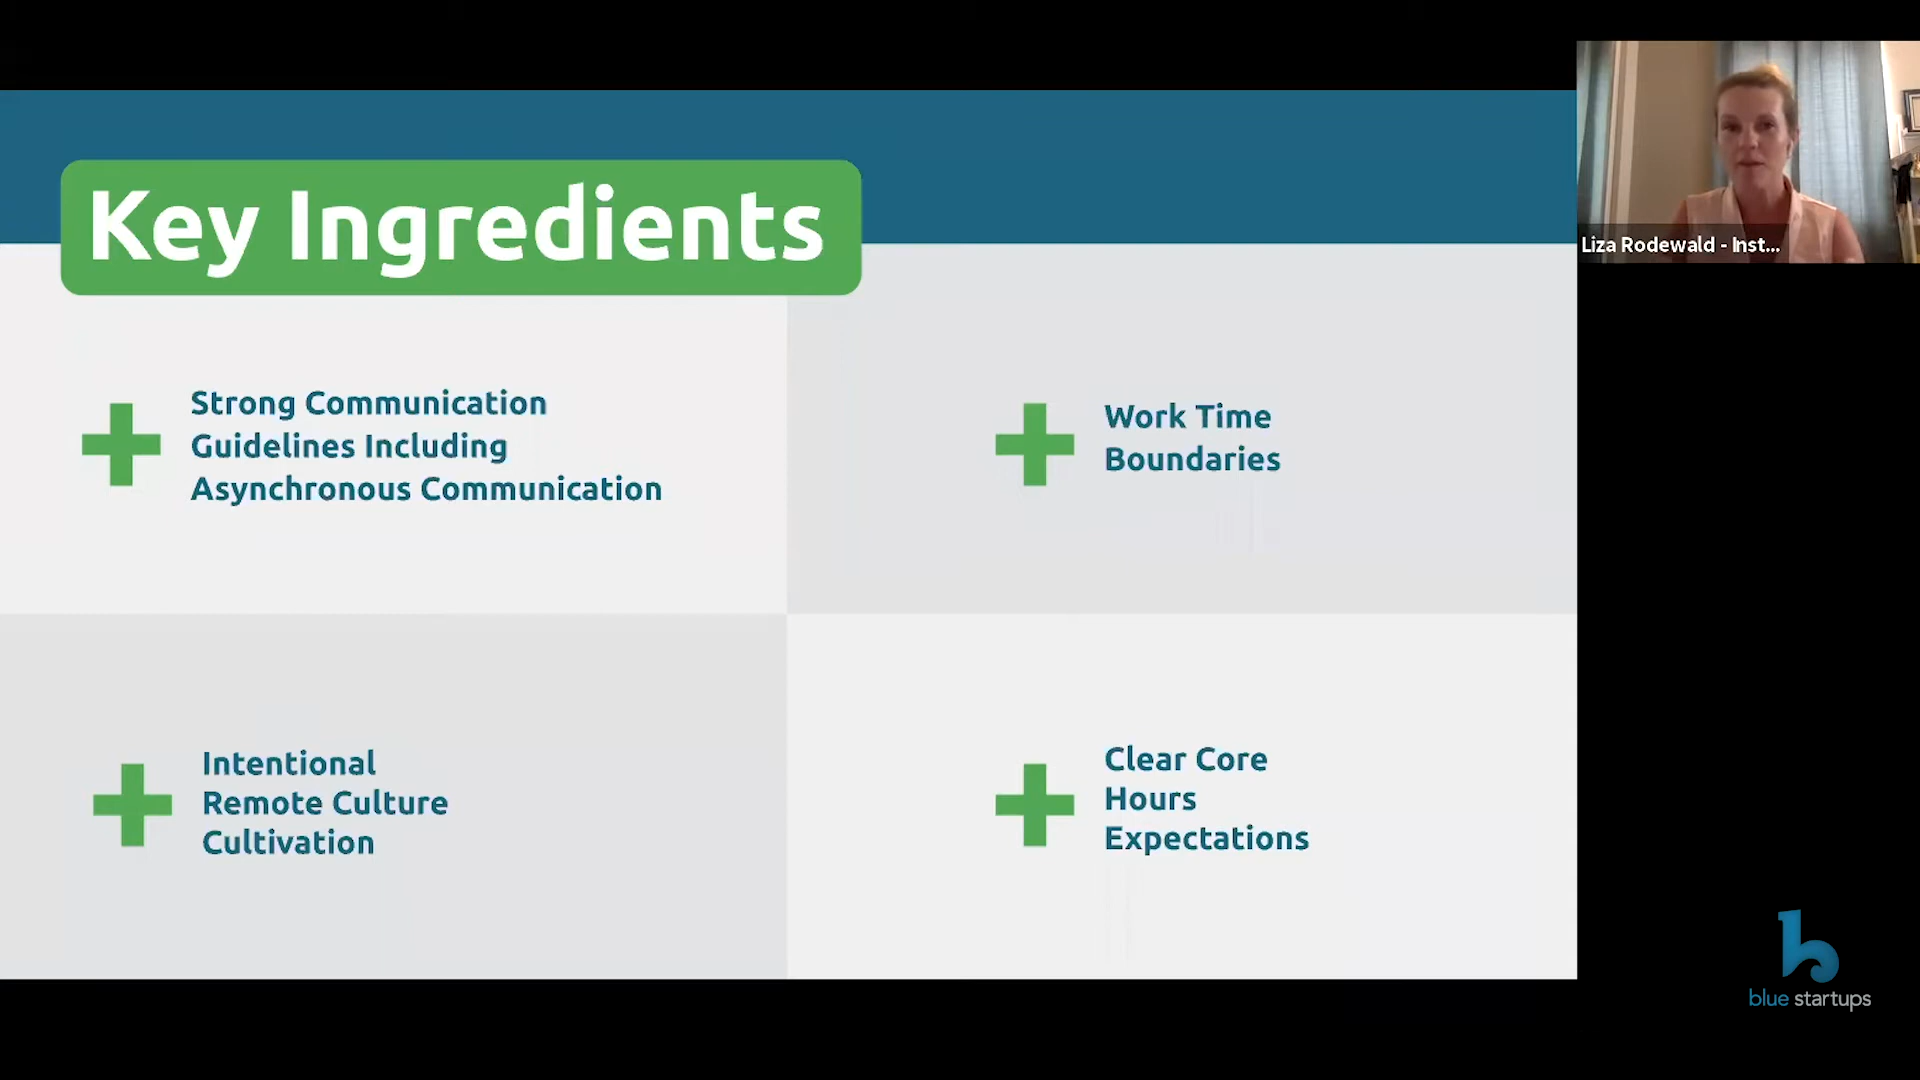 Key Ingredients
Strong Communication
Guidelines Including
Asynchronous Communication
Work Time
Boundaries
Intentional
Remote Culture
Cultivation
Clear Core
Hours
Expectations
Liza Rodewald - Inst...
blue startups